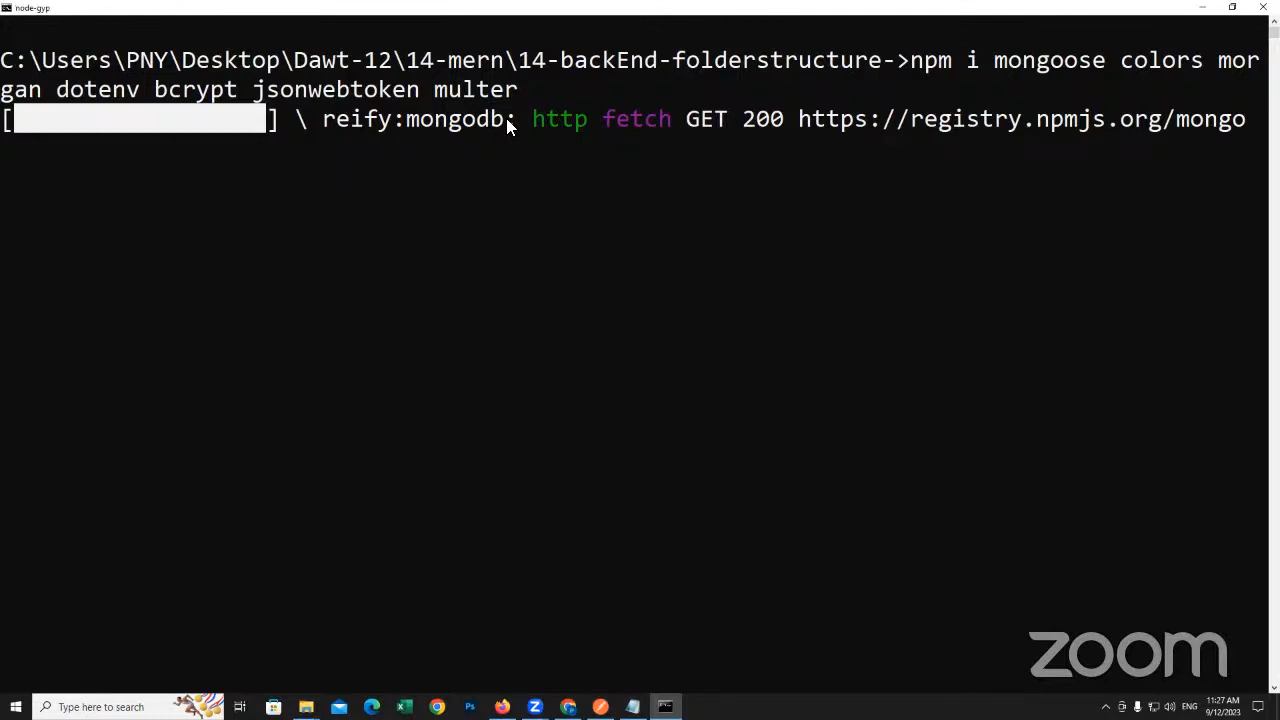 node-gyp
C:\Users\PNY\Desktop\Dawt-12\14-mern\14-backEnd-folderstructure->npm i mongoose colors mor
gan dotenv bcrypt jsonwebtoken multer
[                  ] \ reify:mongodb: http fetch GET 200 https://registry.npmjs.org/mongo
zoom
Type here to search
ENG
11:27 AM
9/12/2023